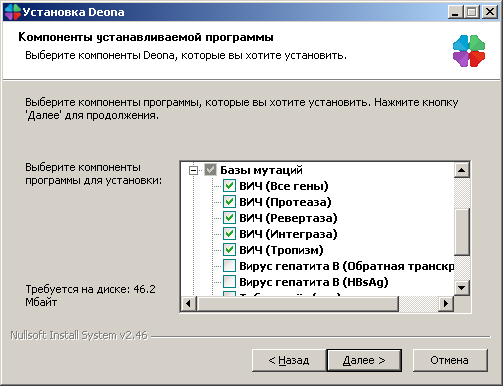 Установка Deona
Компоненты устанавливаемой программы
Выберите компоненты Deona, которые вы хотите установить.
Выберите компоненты программы, которые вы хотите установить. Нажмите кнопку
'Далее' для продолжения.
Выберите компоненты
программы для установки:
Базы мутаций
ВИЧ (Все гены)
ВИЧ (Протеаза)
ВИЧ (Ревертаза)
ВИЧ (Интеграза)
ВИЧ (Тропизм)
Вирус гепатита B (Обратная транскр
Вирус гепатита B (HBsAg)
Требуется на диске: 46.2
Мбайт
Nullsoft Install System v2.46
< Назад
Далее >
Отмена